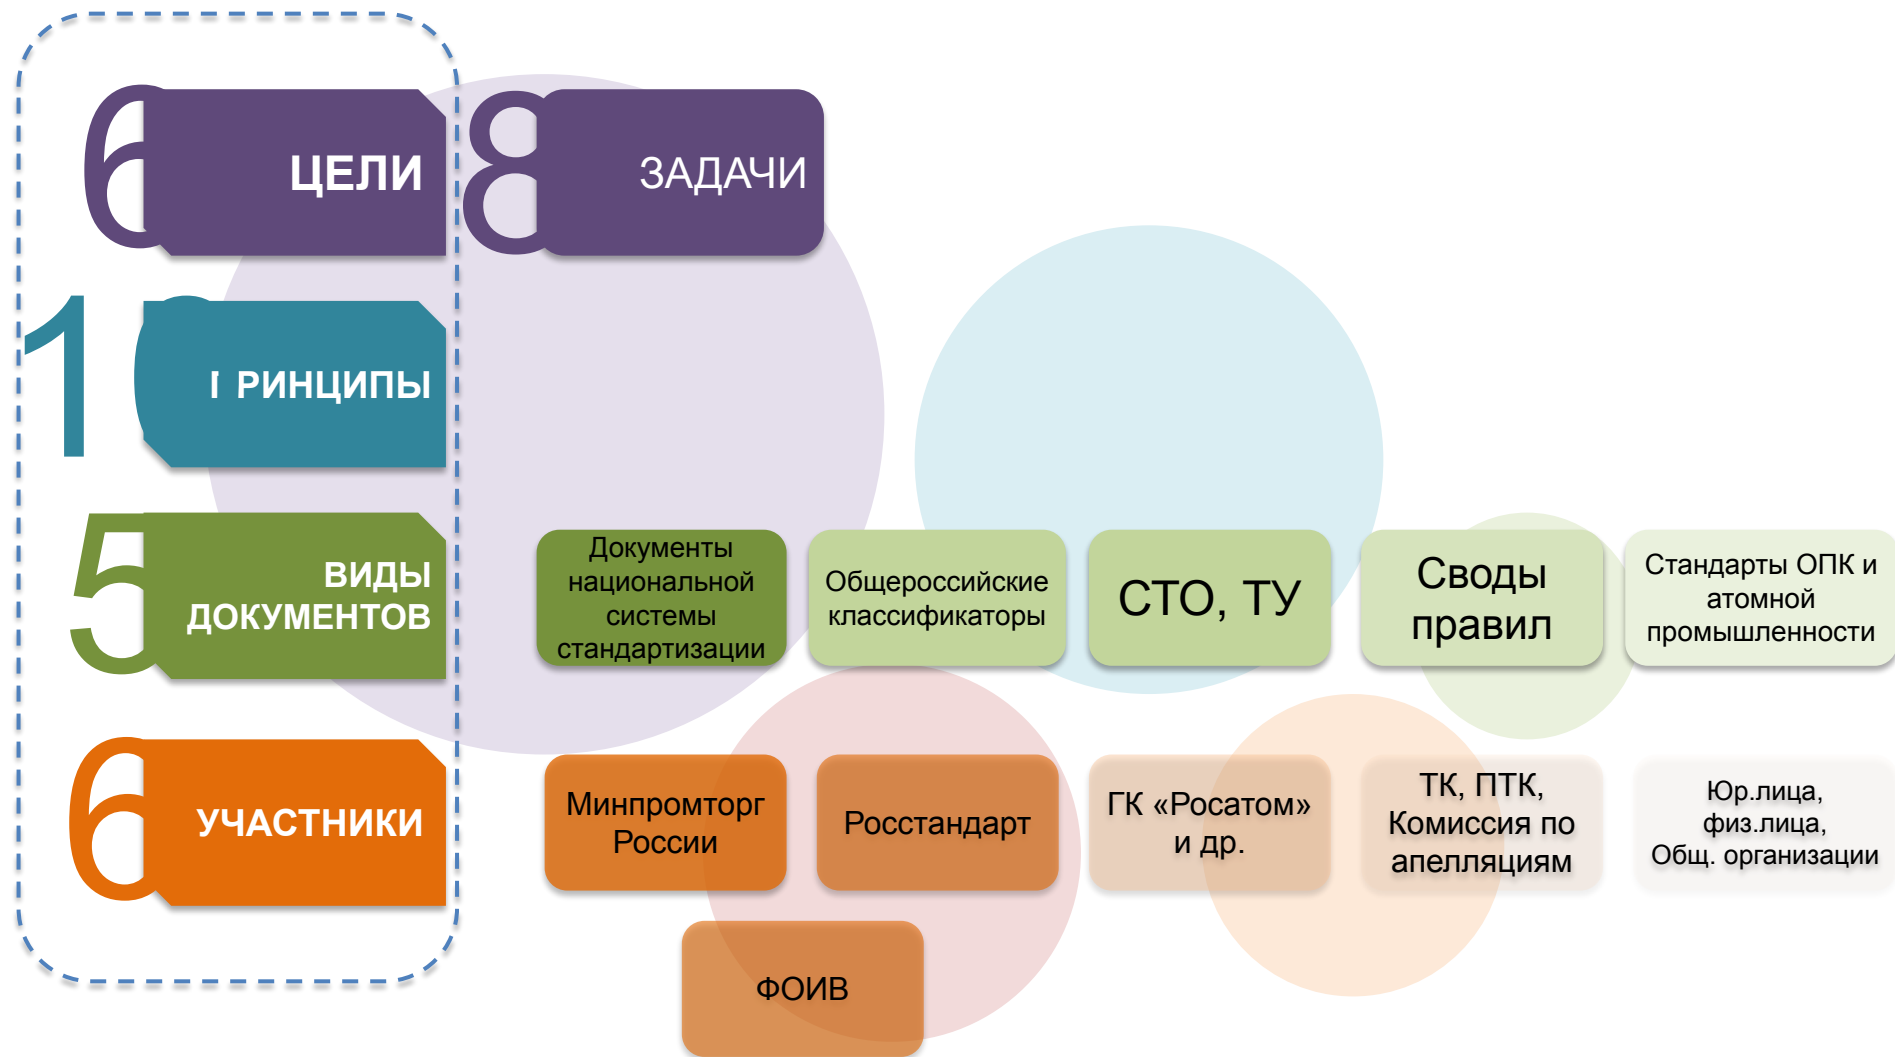 6
ЦЕЛИ
8
ЗАДАЧИ
10
ПРИНЦИПЫ
5
ВИДЫ
ДОКУМЕНТОВ
Документы
национальной
системы
стандартизации
Общероссийские
классификаторы
СТО, ТУ
Своды
правил
Стандарты ОПК и
атомной
промышленности
6
УЧАСТНИКИ
Минпромторг
России
Росстандарт
ГК «Росатом»
и др.
ТК, ПТК,
Комиссия по
апелляциям
Юр.лица,
физ.лица,
Общ. организации
ФОИВ